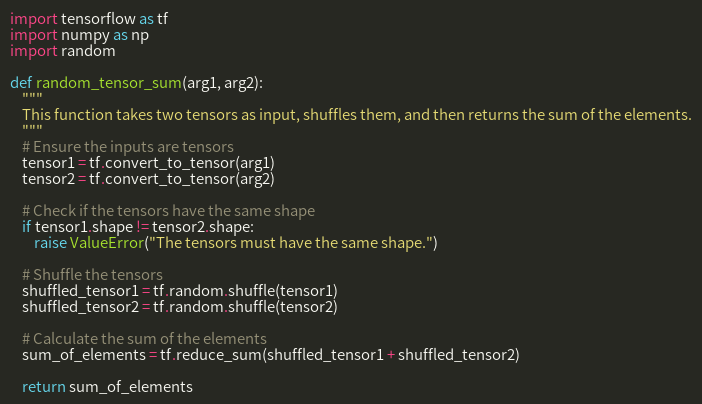 import tensorflow as tf
import numpy as np
import random

def random_tensor_sum(arg1, arg2):
    """
    This function takes two tensors as input, shuffles them, and then returns the sum of the elements.
    """
    # Ensure the inputs are tensors
    tensor1 = tf.convert_to_tensor(arg1)
    tensor2 = tf.convert_to_tensor(arg2)

    # Check if the tensors have the same shape
    if tensor1.shape != tensor2.shape:
        raise ValueError("The tensors must have the same shape.")

    # Shuffle the tensors
    shuffled_tensor1 = tf.random.shuffle(tensor1)
    shuffled_tensor2 = tf.random.shuffle(tensor2)

    # Calculate the sum of the elements
    sum_of_elements = tf.reduce_sum(shuffled_tensor1 + shuffled_tensor2)

    return sum_of_elements